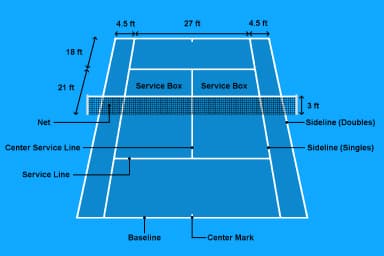 4.5 ft
27 ft
4.5 ft
18 ft
21 ft
Service Box
Service Box
3 ft
Net
Sideline (Doubles)
Center Service Line
Sideline (Singles)
Service Line
Baseline
Center Mark